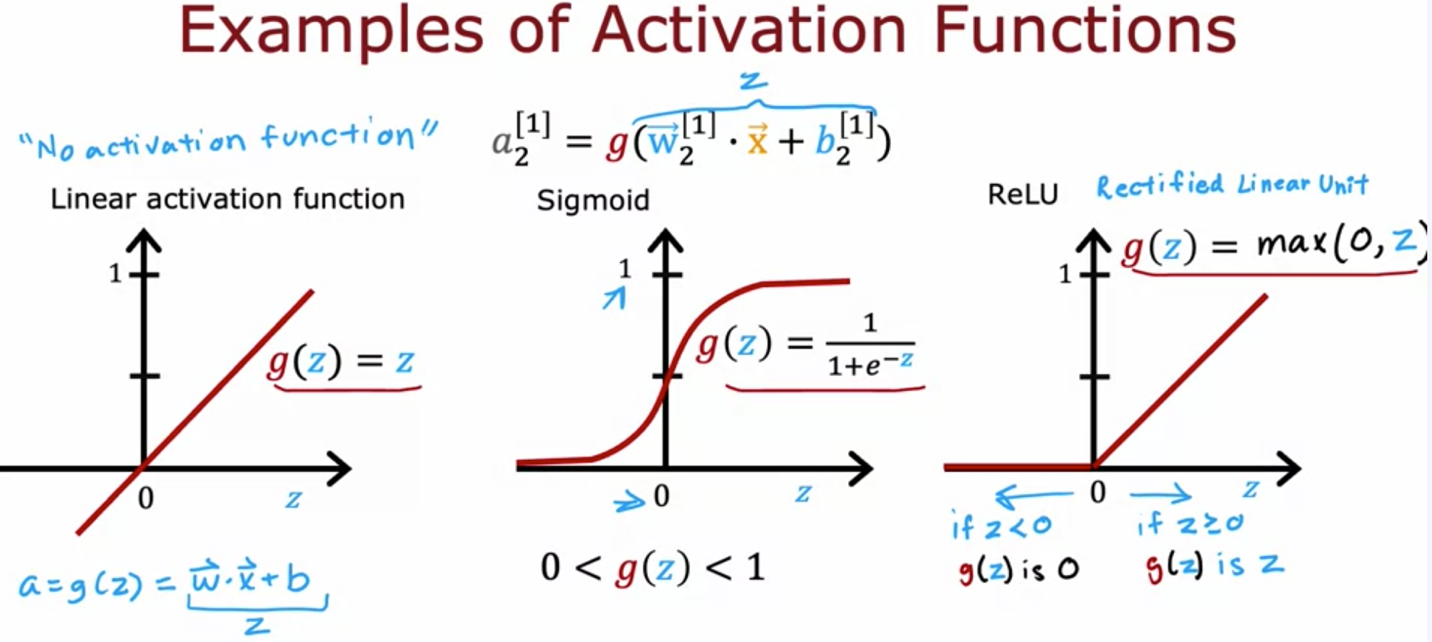 Examples of Activation Functions
z
"No activation function"
a₂^[1] = g(w⃗₂^[1] · x⃗ + b₂^[1])
Linear activation function
Sigmoid
ReLU Rectified Linear Unit
1
g(z) = z
0
z
a = g(z) = w⃗·x⃗ + b
z
1
g(z) = 1/(1+e^−z)
0
z
0 < g(z) < 1
g(z) = max(0, z)
1
0
z
if z<0
g(z) is 0
if z≥0
g(z) is z